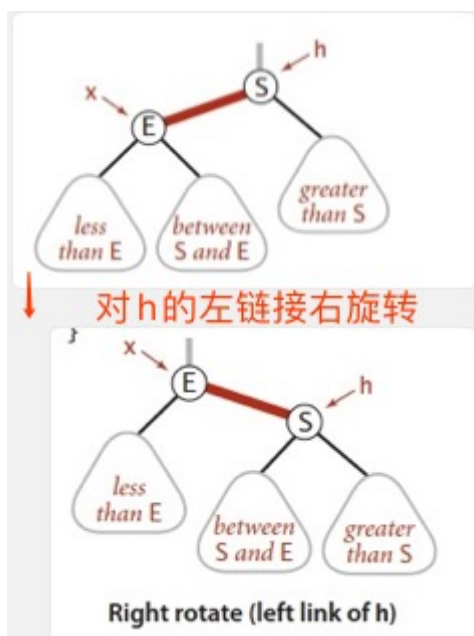 h
S
x
E
greater
than S
less
than E
between
S and E
对h的左链接右旋转
}
x
E
h
S
less
than E
between
S and E
greater
than S
Right rotate (left link of h)